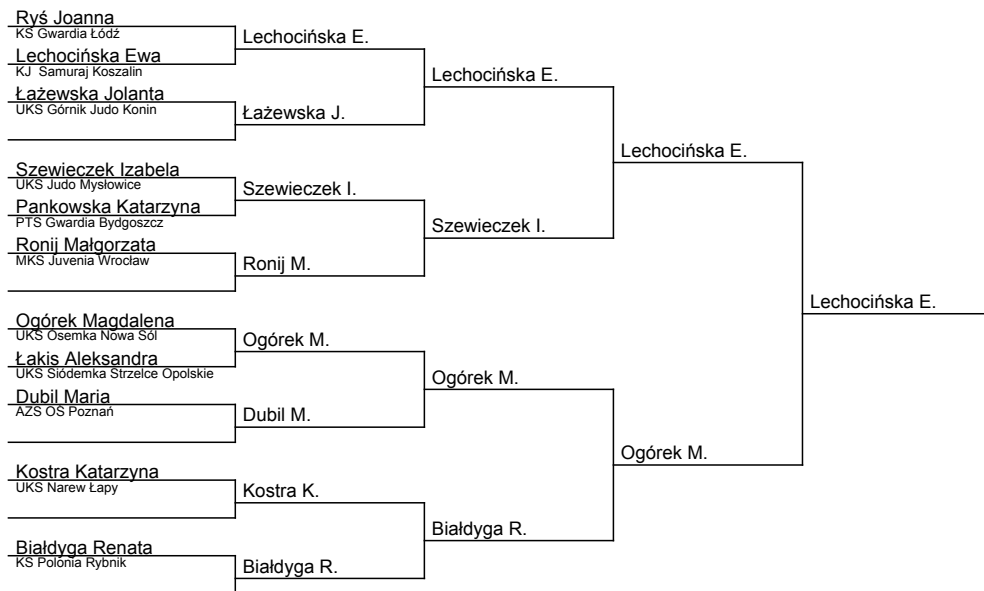 Ryś Joanna
KS Gwardia Łódź
Lechocińska E.
Lechocińska Ewa
KJ Samuraj Koszalin
Lechocińska E.
Łażewska Jolanta
UKS Górnik Judo Konin
Łażewska J.
Lechocińska E.
Szewieczek Izabela
UKS Judo Mysłowice
Szewieczek I.
Pankowska Katarzyna
PTS Gwardia Bydgoszcz
Szewieczek I.
Ronij Małgorzata
MKS Juvenia Wrocław
Ronij M.
Lechocińska E.
Ogórek Magdalena
UKS Osemka Nowa Sól
Ogórek M.
Łakis Aleksandra
UKS Siódemka Strzelce Opolskie
Ogórek M.
Dubil Maria
AZS OŚ Poznań
Dubil M.
Ogórek M.
Kostra Katarzyna
UKS Narew Łapy
Kostra K.
Białdyga R.
Białdyga Renata
KS Polonia Rybnik
Białdyga R.